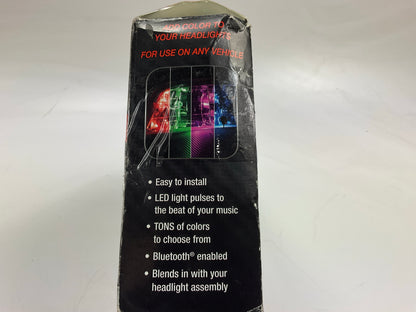 ADD COLOR TO
YOUR HEADLIGHTS
FOR USE ON ANY VEHICLE
• Easy to install
• LED light pulses to
the beat of your music
• TONS of colors
to choose from
• Bluetooth® enabled
• Blends in with your
headlight assembly